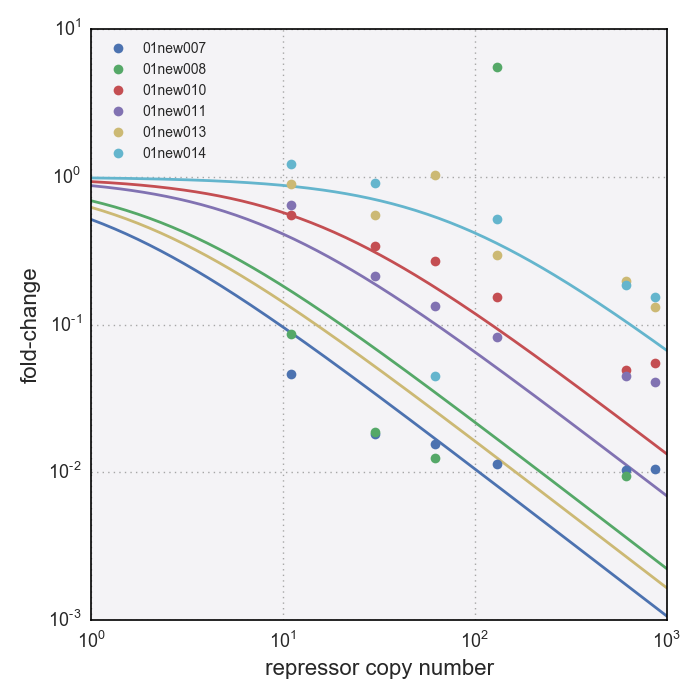 10^1
10^0
10^-1
10^-2
10^-3
fold-change
01new007
01new008
01new010
01new011
01new013
01new014
10^0 10^1 10^2 10^3
repressor copy number